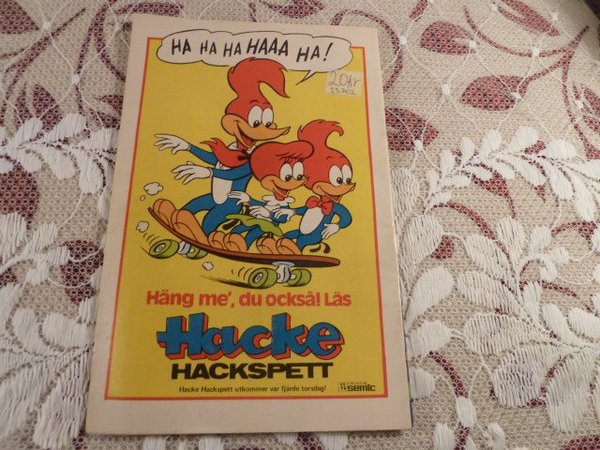 HA HA HA HAAA HA!
20kr
Häng me', du också! Läs
Hacke
HACKSPETT
Hacke Hackspett utkommer var fjärde torsdag!
semic